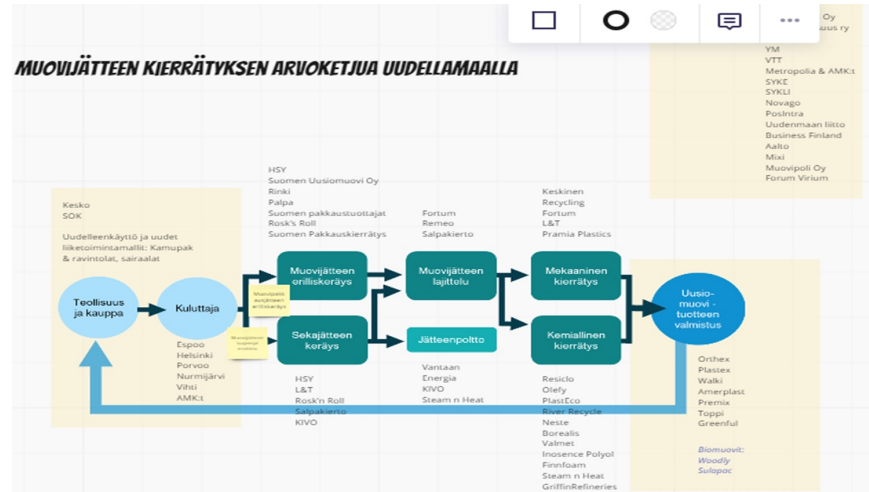 Oy
uus ry
YM
VTT
Metropolia & AMK:t
SYKE
SYKLI
Novago
PosIntra
Uudenmaan liitto
Business Finland
Aalto
Mixi
Muovipoli Oy
Forum Virium
MUOVIJÄTTEEN KIERRÄTYKSEN ARVOKETJUA UUDELLAMAALLA
Kesko
SOK
Uudelleenkäyttö ja uudet
liiketoimintamallit: Kamupak
& ravintolat, sairaalat
HSY
Suomen Uusiomuovi Oy
Rinki
Palpa
Suomen pakkaustuottajat
Rosk's Roll
Suomen Pakkauskierrätys
Fortum
Remeo
Salpakierto
Keskinen
Recycling
Fortum
L&T
Pramia Plastics
Teollisuus
ja kauppa
Kuluttaja
Muovijätteen
erilliskeräys
Sekajätteen
keräys
Muovijätteen
lajittelu
Jätteenpoltto
Mekaaninen
kierrätys
Kemiallinen
kierrätys
Uusio-
muovi -
tuotteen
valmistus
Espoo
Helsinki
Porvoo
Nurmijärvi
Vihti
AMK:t
HSY
L&T
Rosk'n Roll
Salpakierto
KIVO
Vantaan
Energia
KIVO
Steam n Heat
Resiclo
Olefy
PlastEco
River Recycle
Neste
Borealis
Valmet
Inosence Polyol
Finnfoam
Steam n Heat
GriffinRefineries
Orthex
Plastex
Walki
Amerplast
Premix
Toppi
Greenful
Biomuovit:
Woodly
Sulapac